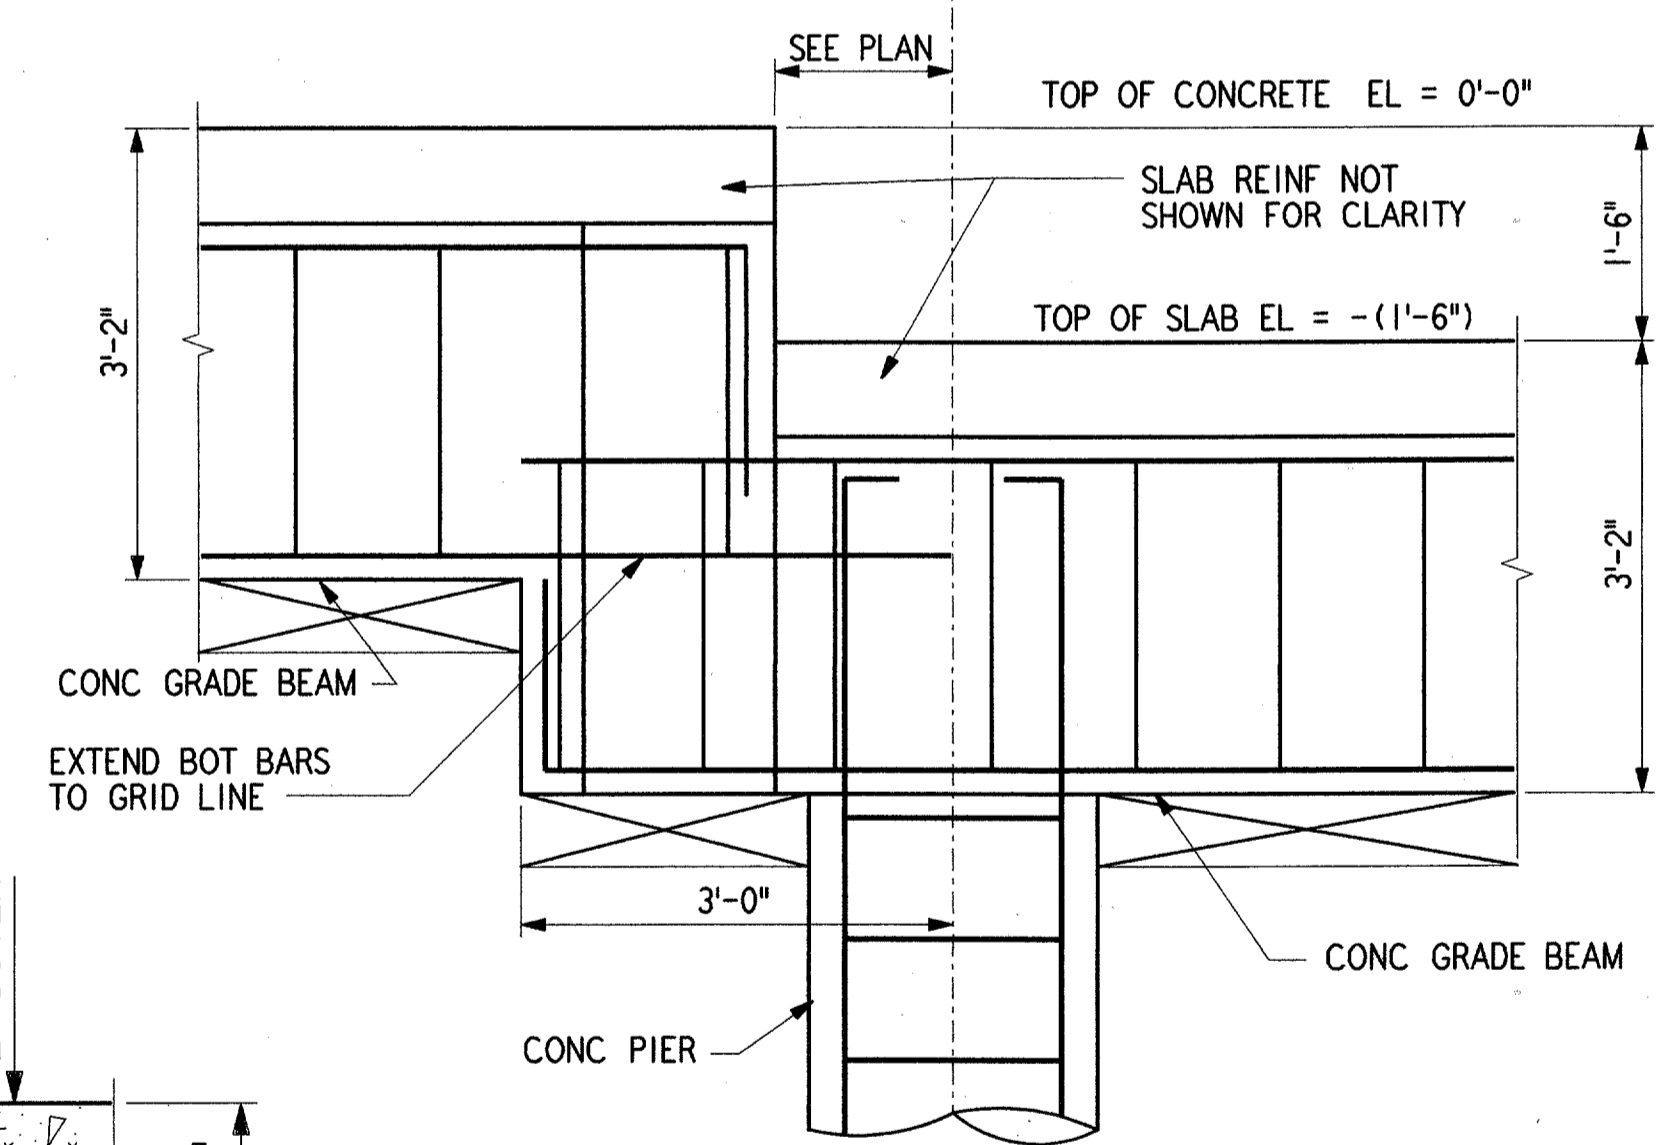 SEE PLAN
TOP OF CONCRETE EL = 0'-0"
SLAB REINF NOT
SHOWN FOR CLARITY
1'-6"
3'-2"
TOP OF SLAB EL = -(1'-6")
3'-2"
CONC GRADE BEAM
EXTEND BOT BARS
TO GRID LINE
3'-0"
CONC GRADE BEAM
CONC PIER